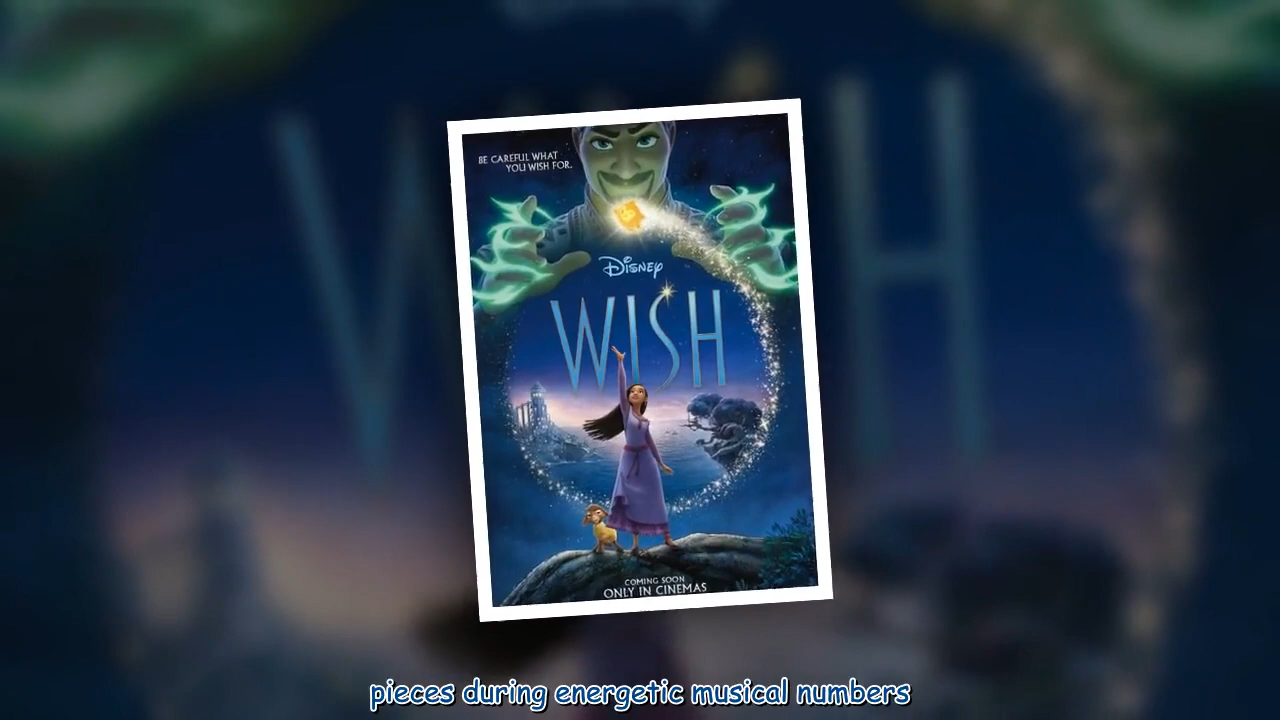 BE CAREFUL WHAT
YOU WISH FOR.
Disney
WISH
COMING SOON
ONLY IN CINEMAS
pieces during energetic musical numbers